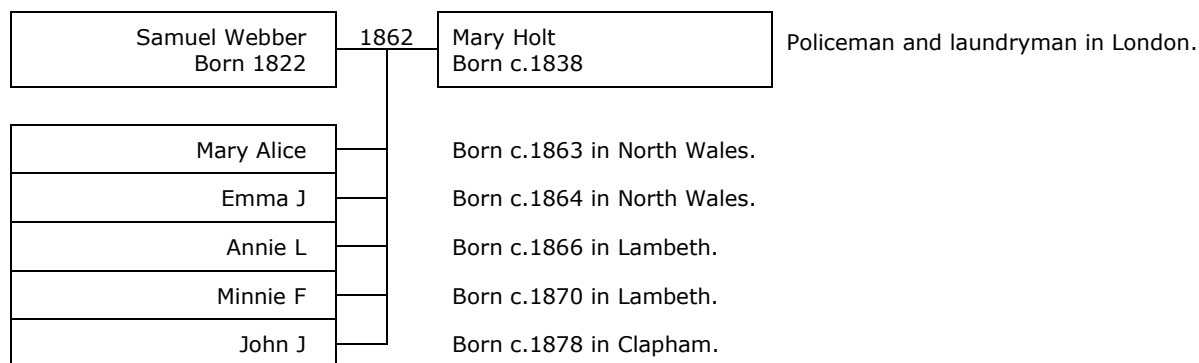 Samuel Webber
Born 1822
1862
Mary Holt
Born c.1838
Policeman and laundryman in London.
Mary Alice
Born c.1863 in North Wales.
Emma J
Born c.1864 in North Wales.
Annie L
Born c.1866 in Lambeth.
Minnie F
Born c.1870 in Lambeth.
John J
Born c.1878 in Clapham.